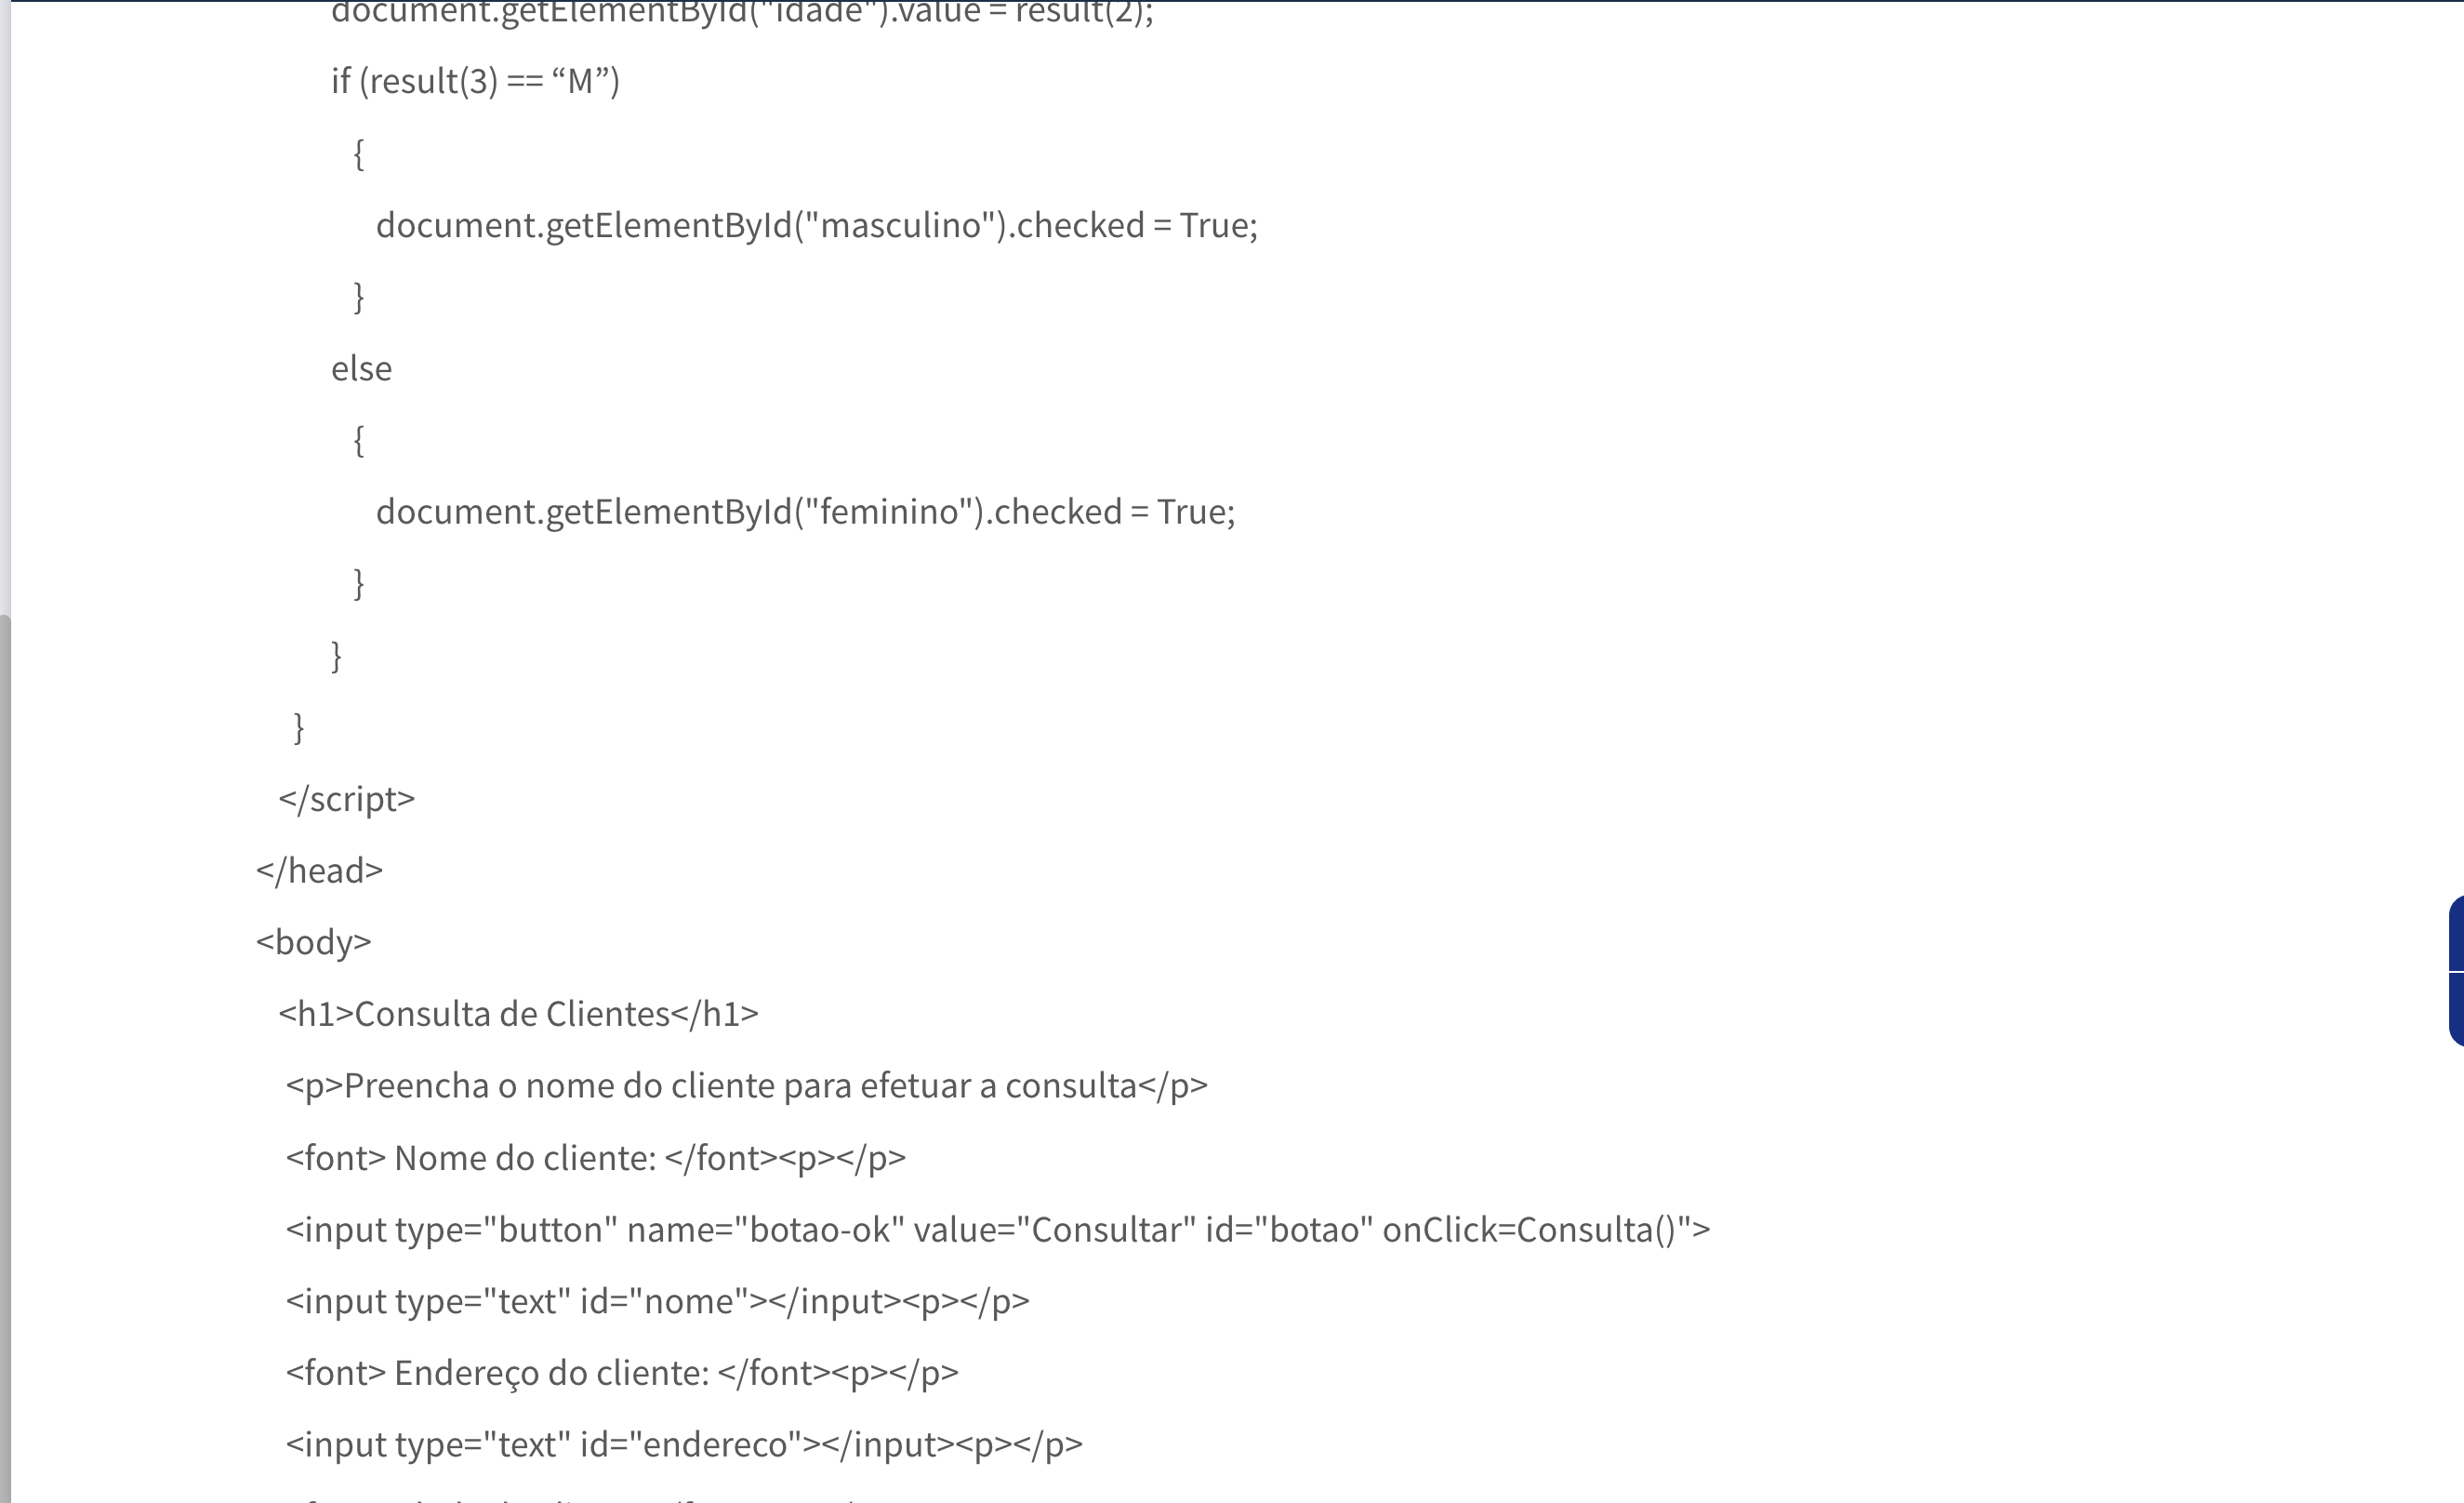 document.getElementById("idade").value = result(2);
if (result(3) == “M”)
{
document.getElementById("masculino").checked = True;
}
else
{
document.getElementById("feminino").checked = True;
}
}
}
</script>
</head>
<body>
<h1>Consulta de Clientes</h1>
<p>Preencha o nome do cliente para efetuar a consulta</p>
<font> Nome do cliente: </font><p></p>
<input type="button" name="botao-ok" value="Consultar" id="botao" onClick=Consulta()">
<input type="text" id="nome"></input><p></p>
<font> Endereço do cliente: </font><p></p>
<input type="text" id="endereco"></input><p></p>